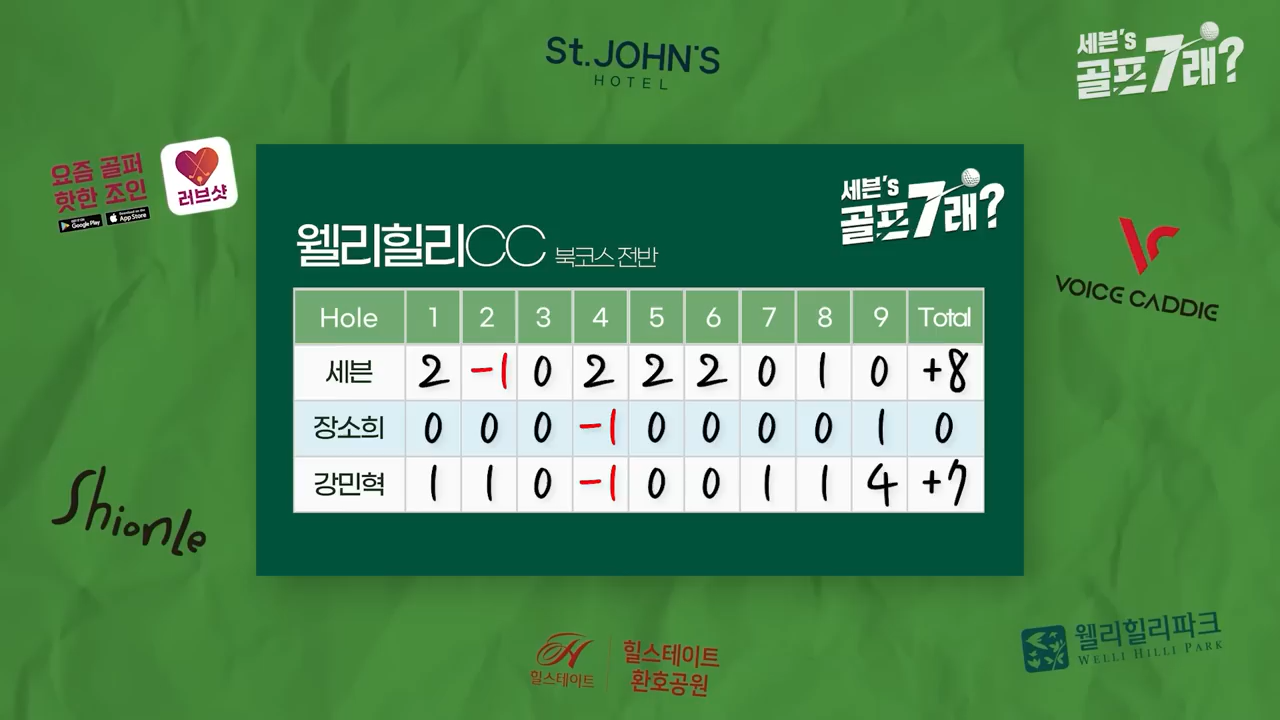 St.JOHN'S
HOTEL
세븐's
골프7래?
요즘 골퍼
핫한 조인
러브샷
Google Play
App Store
세븐's
골프7래?
웰리힐리CC 북코스 전반
VOICE CADDIE
Hole 1 2 3 4 5 6 7 8 9 Total
세븐 2 -1 0 2 2 2 0 1 0 +8
장소희 0 0 0 -1 0 0 0 0 1 0
강민혁 1 1 0 -1 0 0 1 1 4 +7
Shionle
힐스테이트
힐스테이트
환호공원
웰리힐리파크
WELLI HILLI PARK